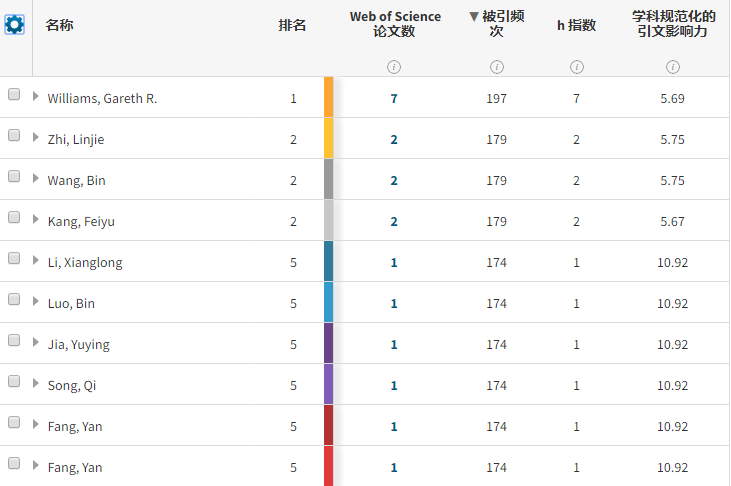 名称 排名 Web of Science 论文数 ▼被引频次 h 指数 学科规范化的引文影响力
Williams, Gareth R. 1 7 197 7 5.69
Zhi, Linjie 2 2 179 2 5.75
Wang, Bin 2 2 179 2 5.75
Kang, Feiyu 2 2 179 2 5.67
Li, Xianglong 5 1 174 1 10.92
Luo, Bin 5 1 174 1 10.92
Jia, Yuying 5 1 174 1 10.92
Song, Qi 5 1 174 1 10.92
Fang, Yan 5 1 174 1 10.92
Fang, Yan 5 1 174 1 10.92